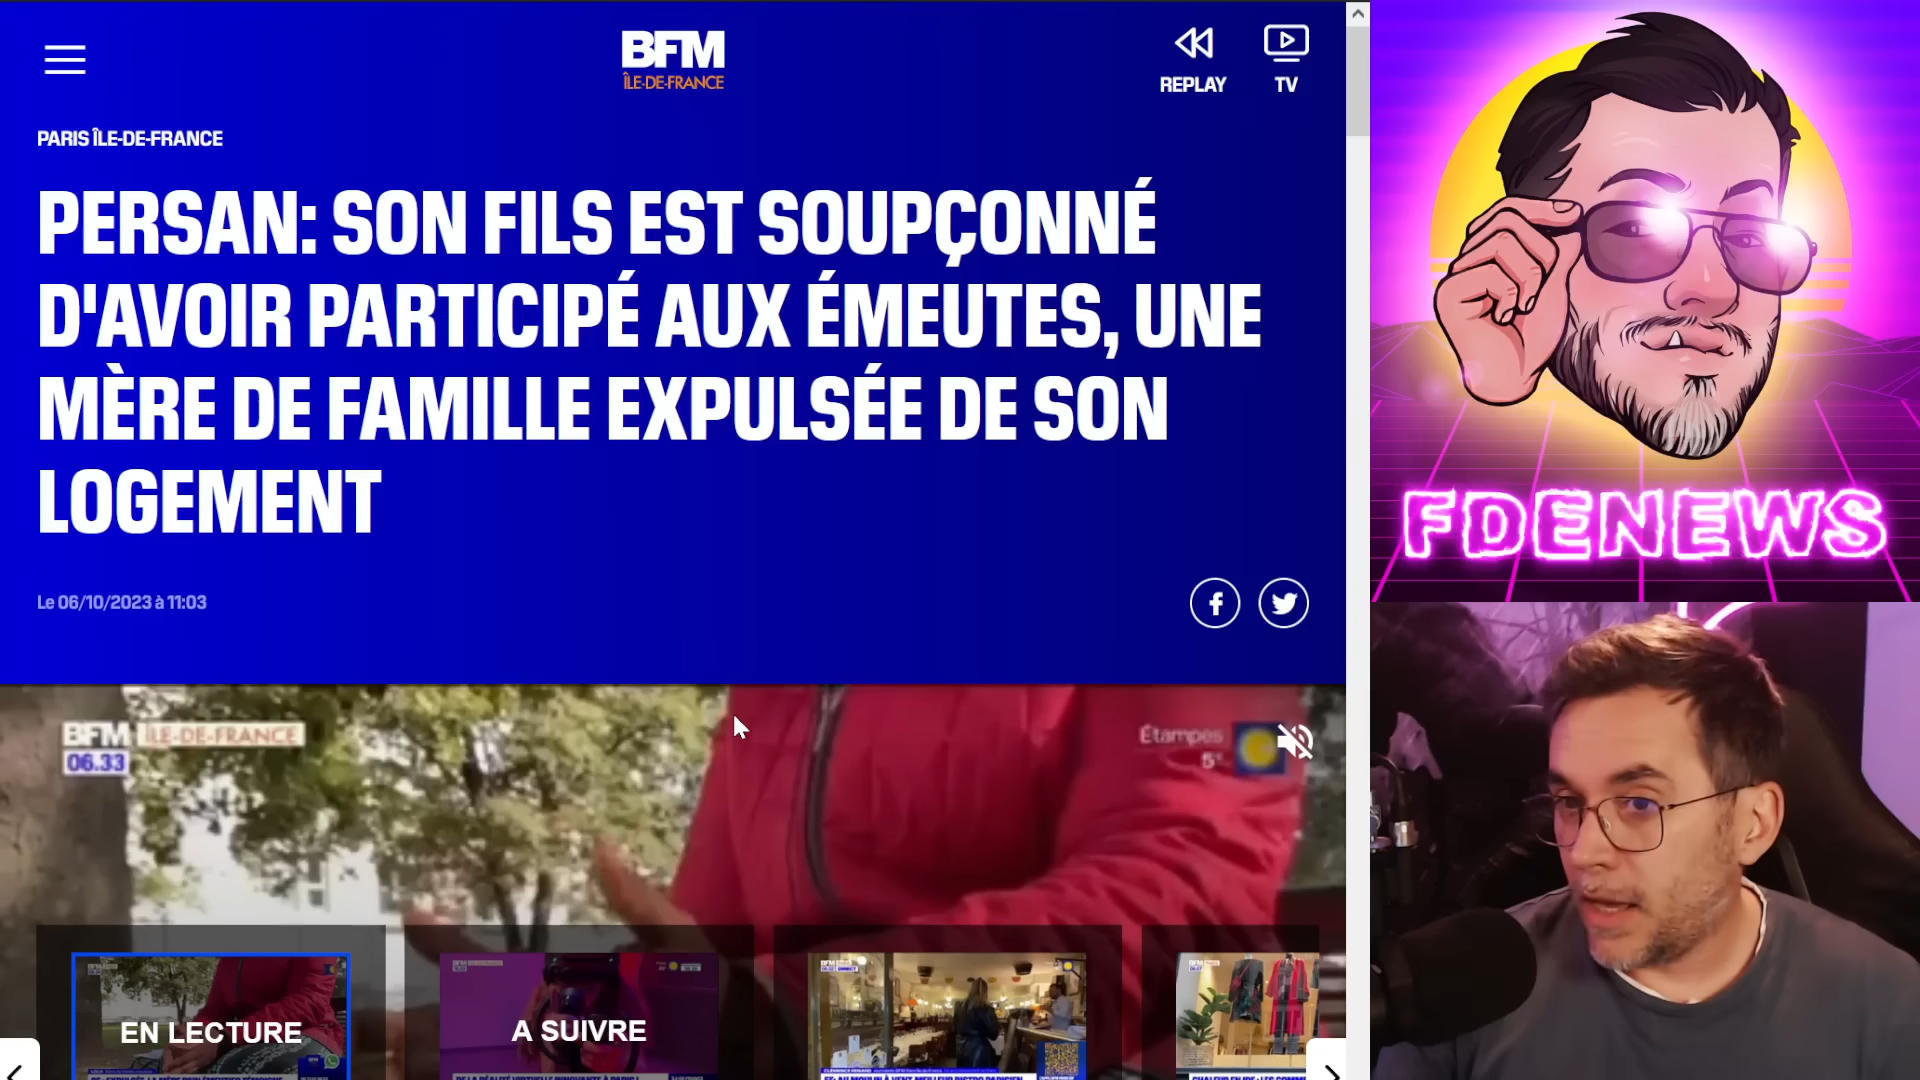 BFM
ÎLE-DE-FRANCE
REPLAY
TV
PARIS ÎLE-DE-FRANCE
PERSAN: SON FILS EST SOUPÇONNÉ
D'AVOIR PARTICIPÉ AUX ÉMEUTES, UNE
MÈRE DE FAMILLE EXPULSÉE DE SON
LOGEMENT
Le 06/10/2023 à 11:03
FDENEWS
BFM ÎLE-DE-FRANCE
06.33
Étampes
5°
EN LECTURE
A SUIVRE